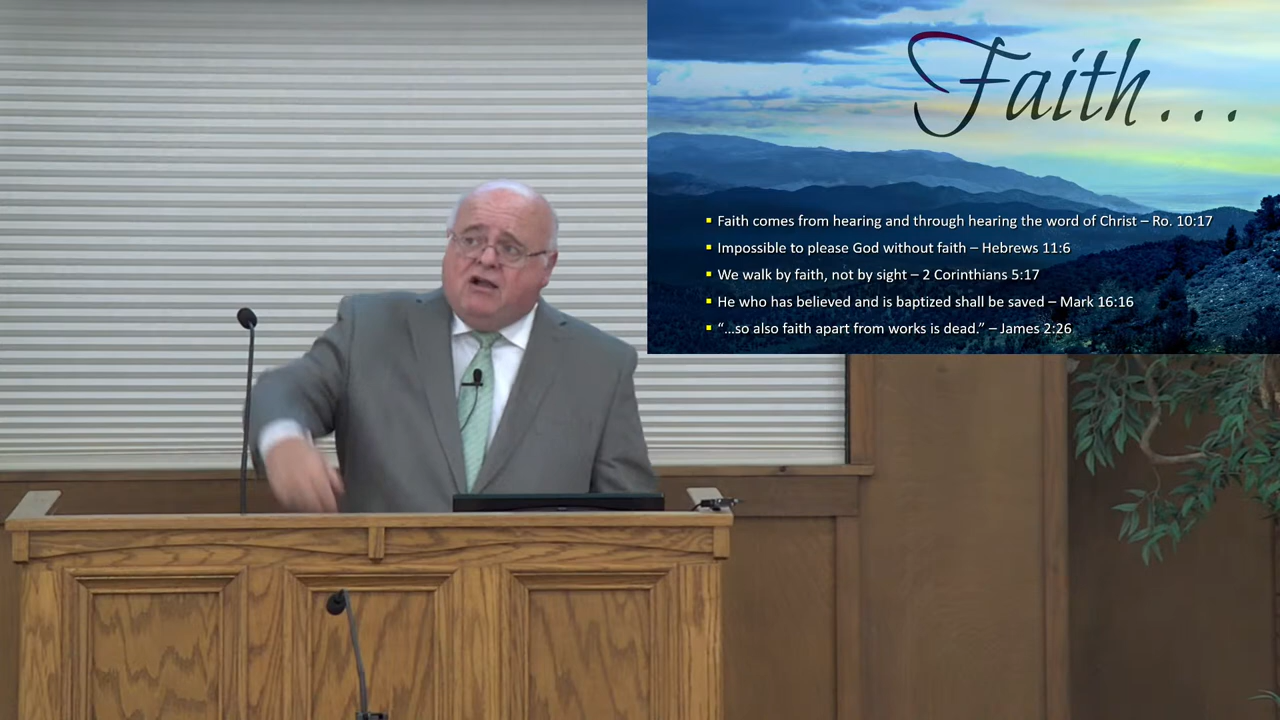 Faith...
Faith comes from hearing and through hearing the word of Christ – Ro. 10:17
Impossible to please God without faith – Hebrews 11:6
We walk by faith, not by sight – 2 Corinthians 5:17
He who has believed and is baptized shall be saved – Mark 16:16
“...so also faith apart from works is dead.” – James 2:26